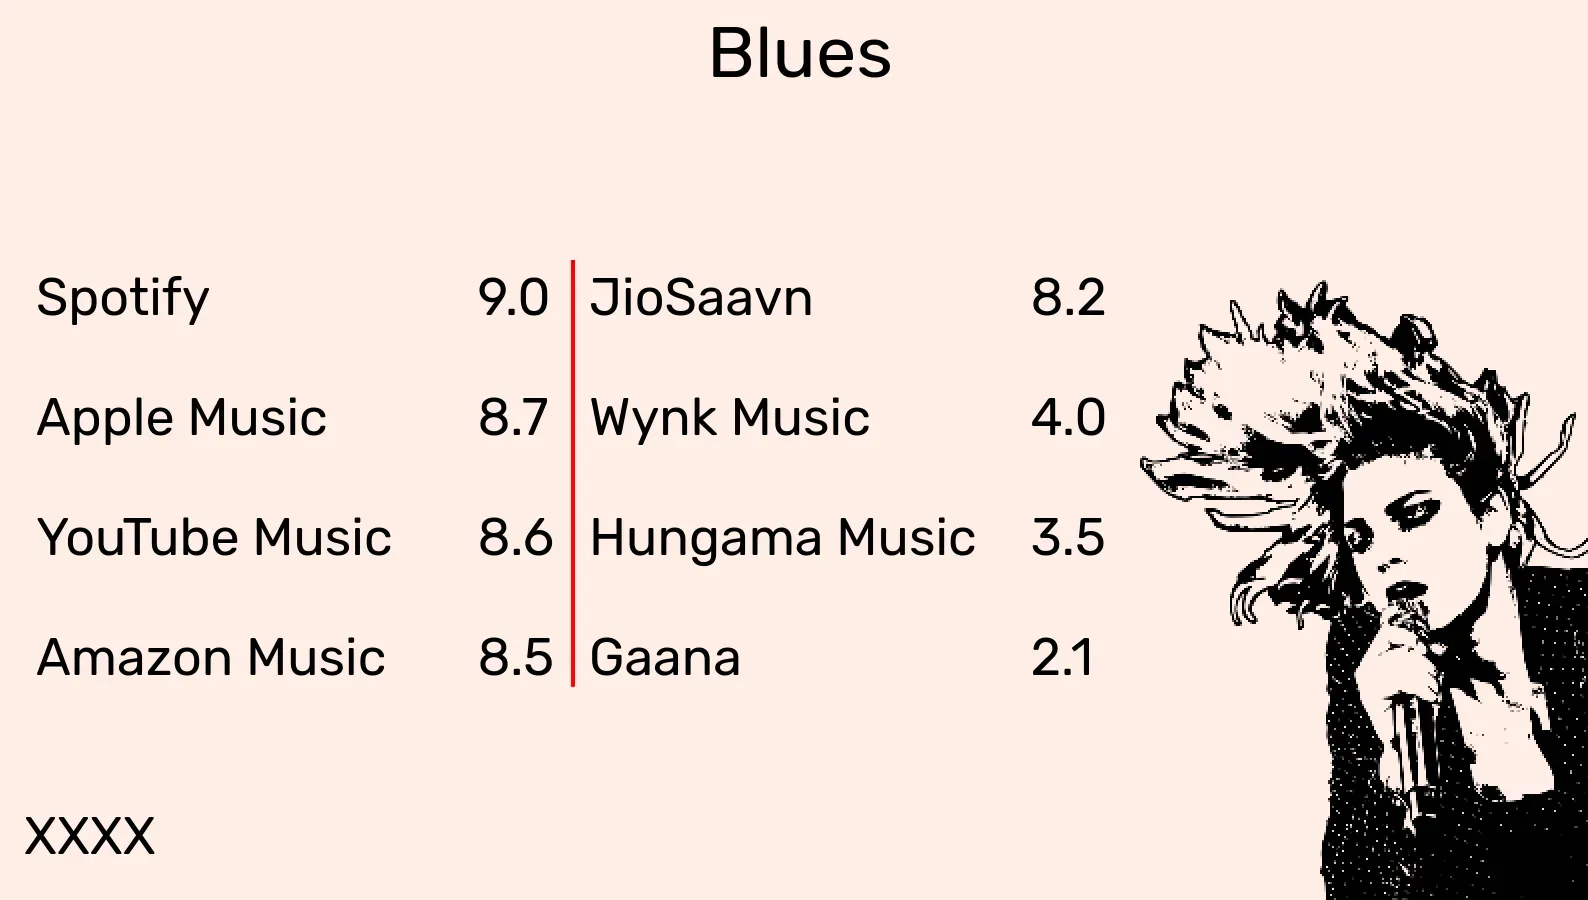 Blues
Spotify 9.0
Apple Music 8.7
YouTube Music 8.6
Amazon Music 8.5
JioSaavn 8.2
Wynk Music 4.0
Hungama Music 3.5
Gaana 2.1
XXXX